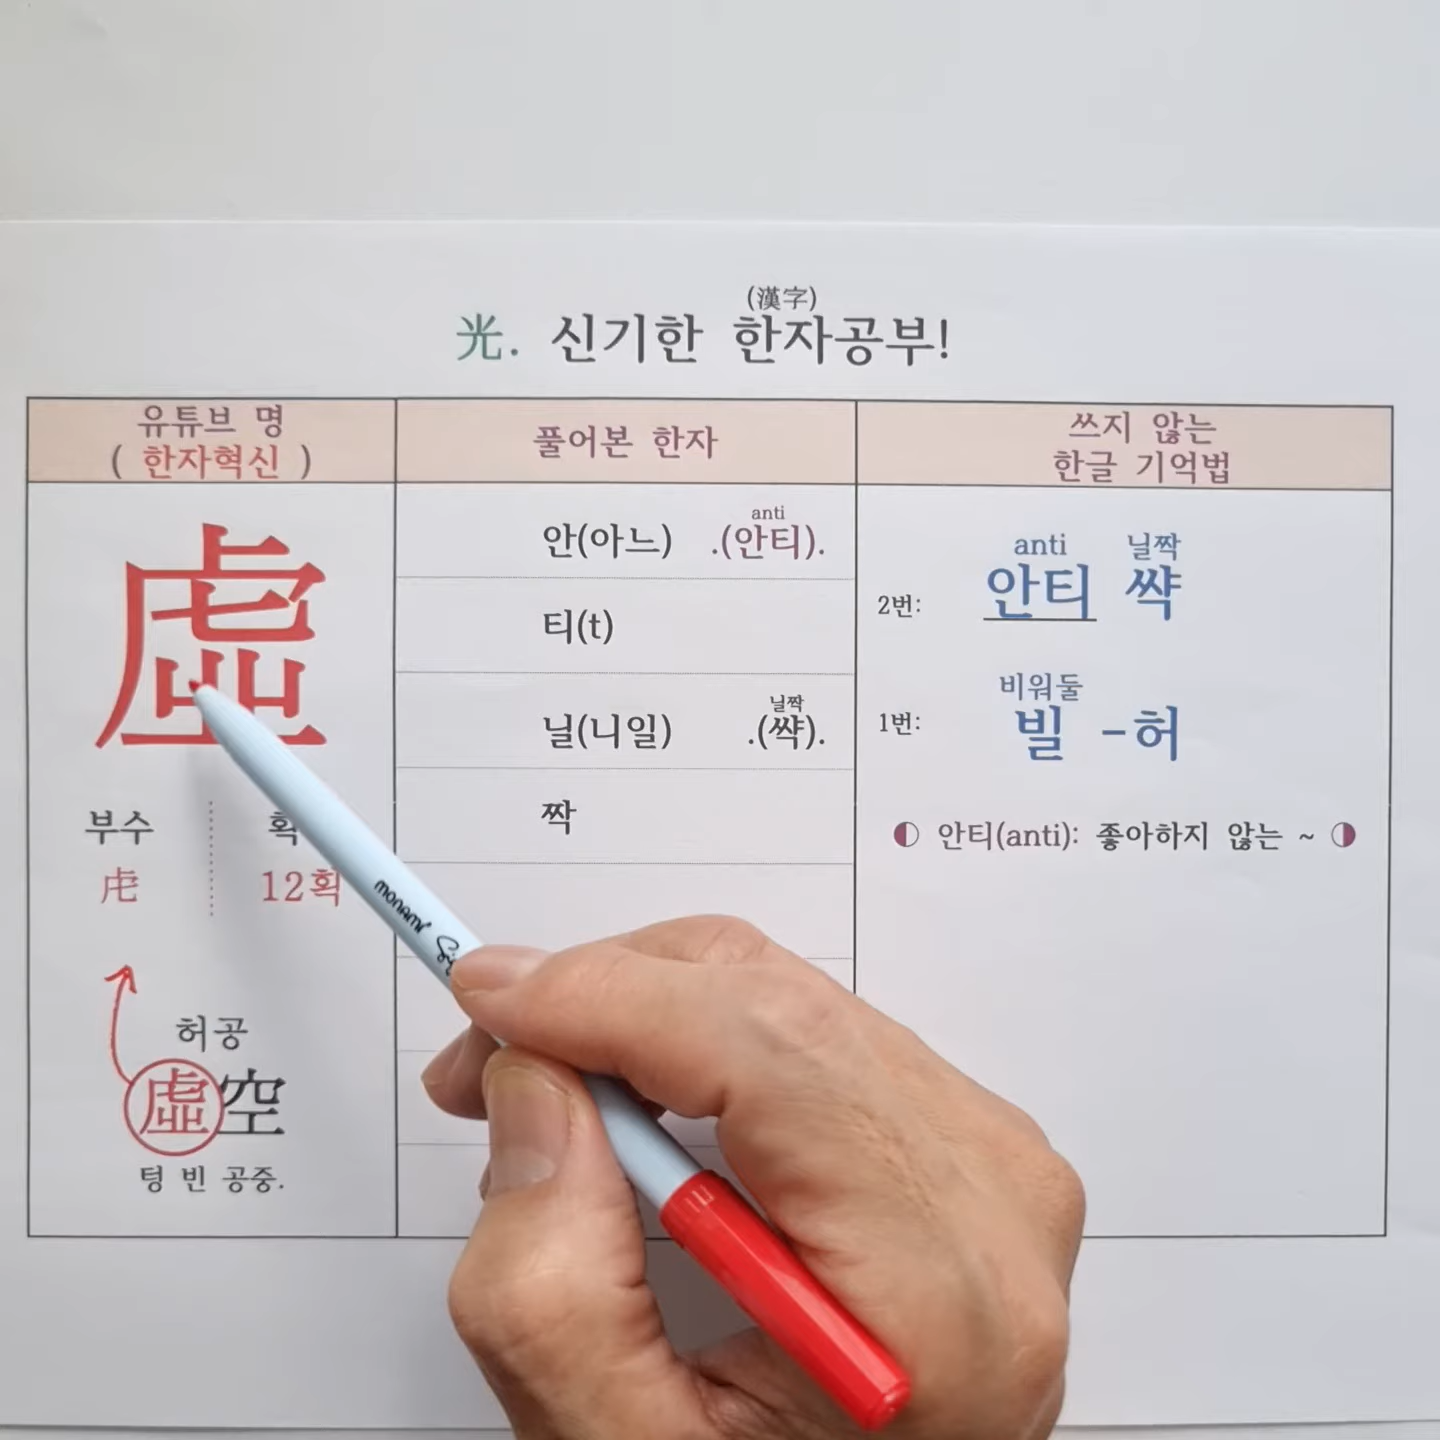 (漢字)
光. 신기한 한자공부!
유튜브 명
( 한자혁신 )
풀어본 한자
쓰지 않는
한글 기억법
虛
부수
虍
12획
허공
虛空
텅 빈 공중.
anti
안(아느) .(안티).
티(t)
닐짝
닐(니일) .(쨕).
짝
anti 닐짝
2번: 안티 쨕
비워둘
1번: 빌 -허
안티(anti): 좋아하지 않는 ~
monami